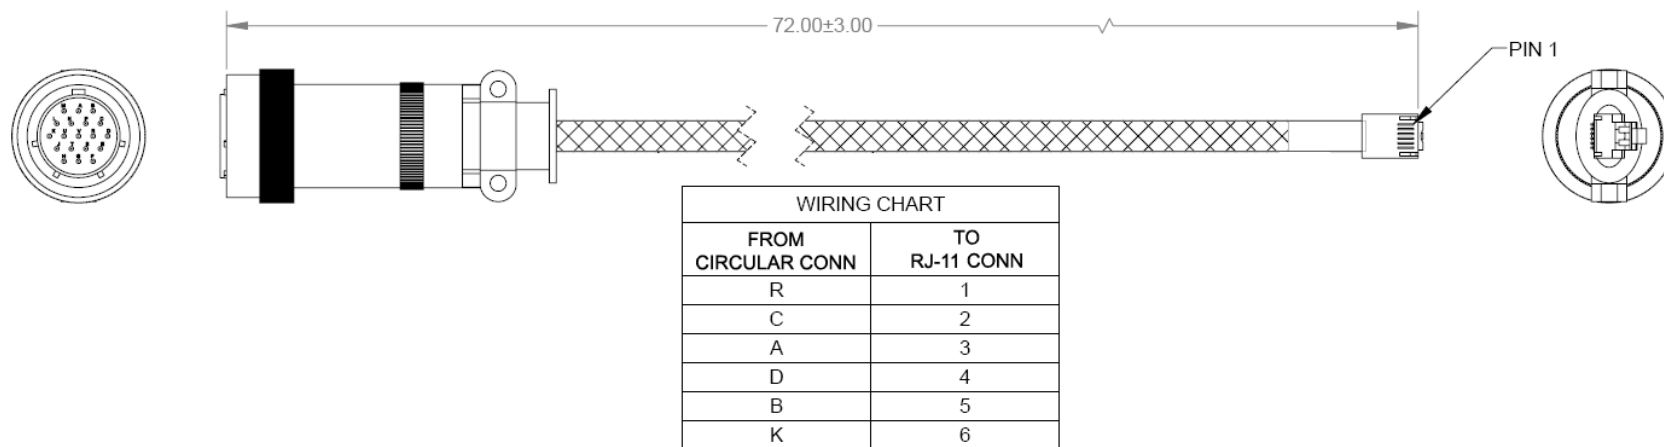 72.00±3.00
PIN 1
WIRING CHART
FROM
CIRCULAR CONN
TO
RJ-11 CONN
R 1
C 2
A 3
D 4
B 5
K 6